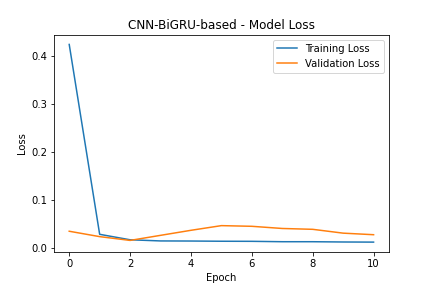 CNN-BiGRU-based - Model Loss
Training Loss
Validation Loss
Loss
0.4
0.3
0.2
0.1
0.0
0 2 4 6 8 10
Epoch